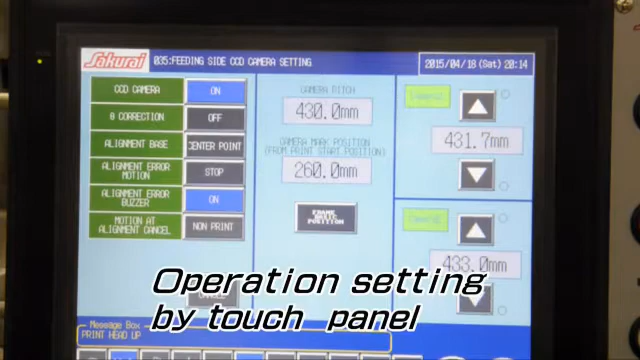 Sakurai
035:FEEDING SIDE CCD CAMERA SETTING
2015/04/18(Sat) 20:14
CCD CAMERA
ON
θ CORRECTION
OFF
ALIGNMENT BASE
CENTER POINT
ALIGNMENT ERROR
MOTION
STOP
ALIGNMENT ERROR
BUZZER
ON
MOTION AT
ALIGNMENT CANCEL
NON PRINT
CAMERA PITCH
430.0mm
CAMERA MARK POSITION
(FROM PRINT START POSITION)
260.0mm
POSITION
431.7mm
433.0mm
Operation setting
by touch panel
Message Box
PRINT HEAD UP